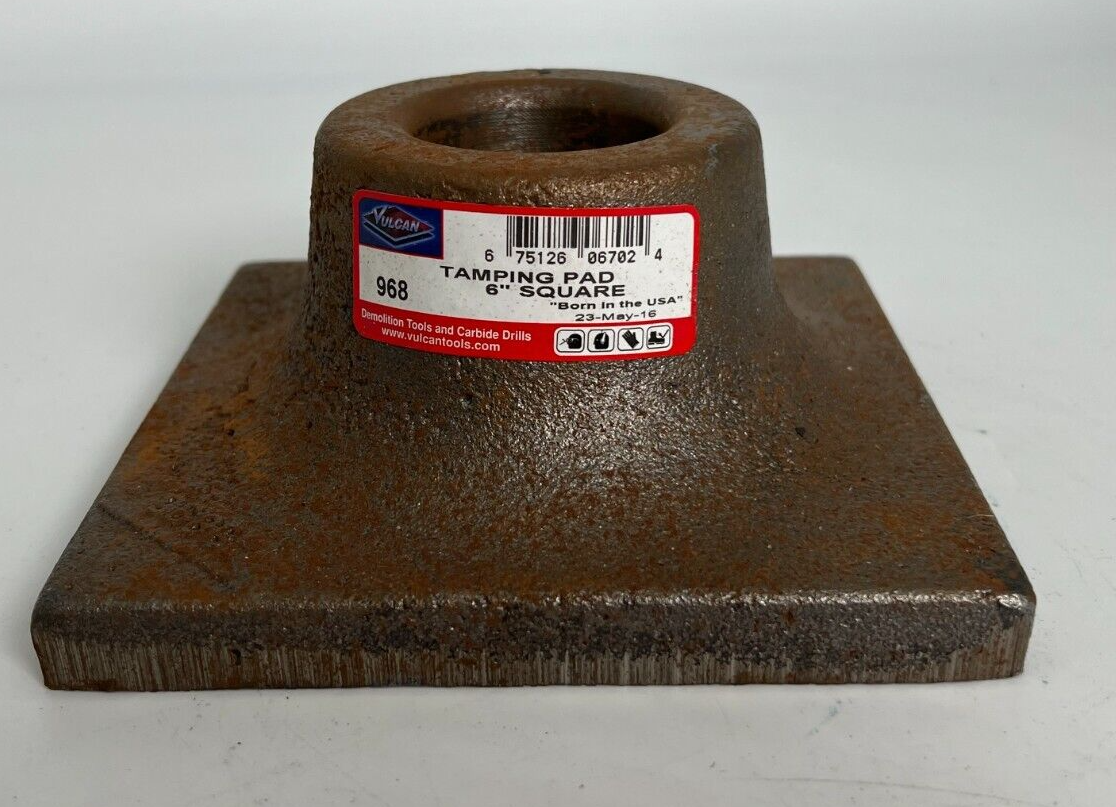 VULCAN
6 75126 06702 4
TAMPING PAD
968
6" SQUARE
"Born in the USA"
23-May-16
Demolition Tools and Carbide Drills
www.vulcantools.com